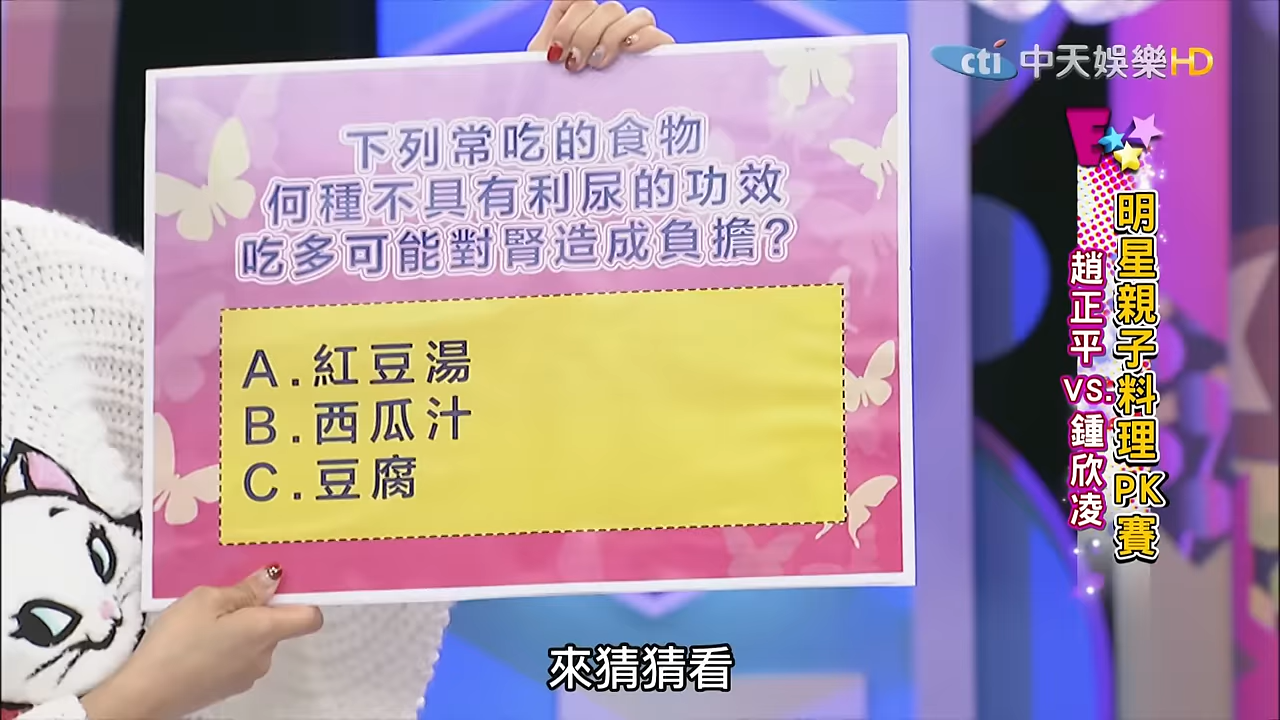 下列常吃的食物
何種不具有利尿的功效
吃多可能對腎造成負擔?
A.紅豆湯
B.西瓜汁
C.豆腐
cti 中天娛樂HD
明星親子料理PK賽
趙正平 vs.鍾欣凌
來猜猜看